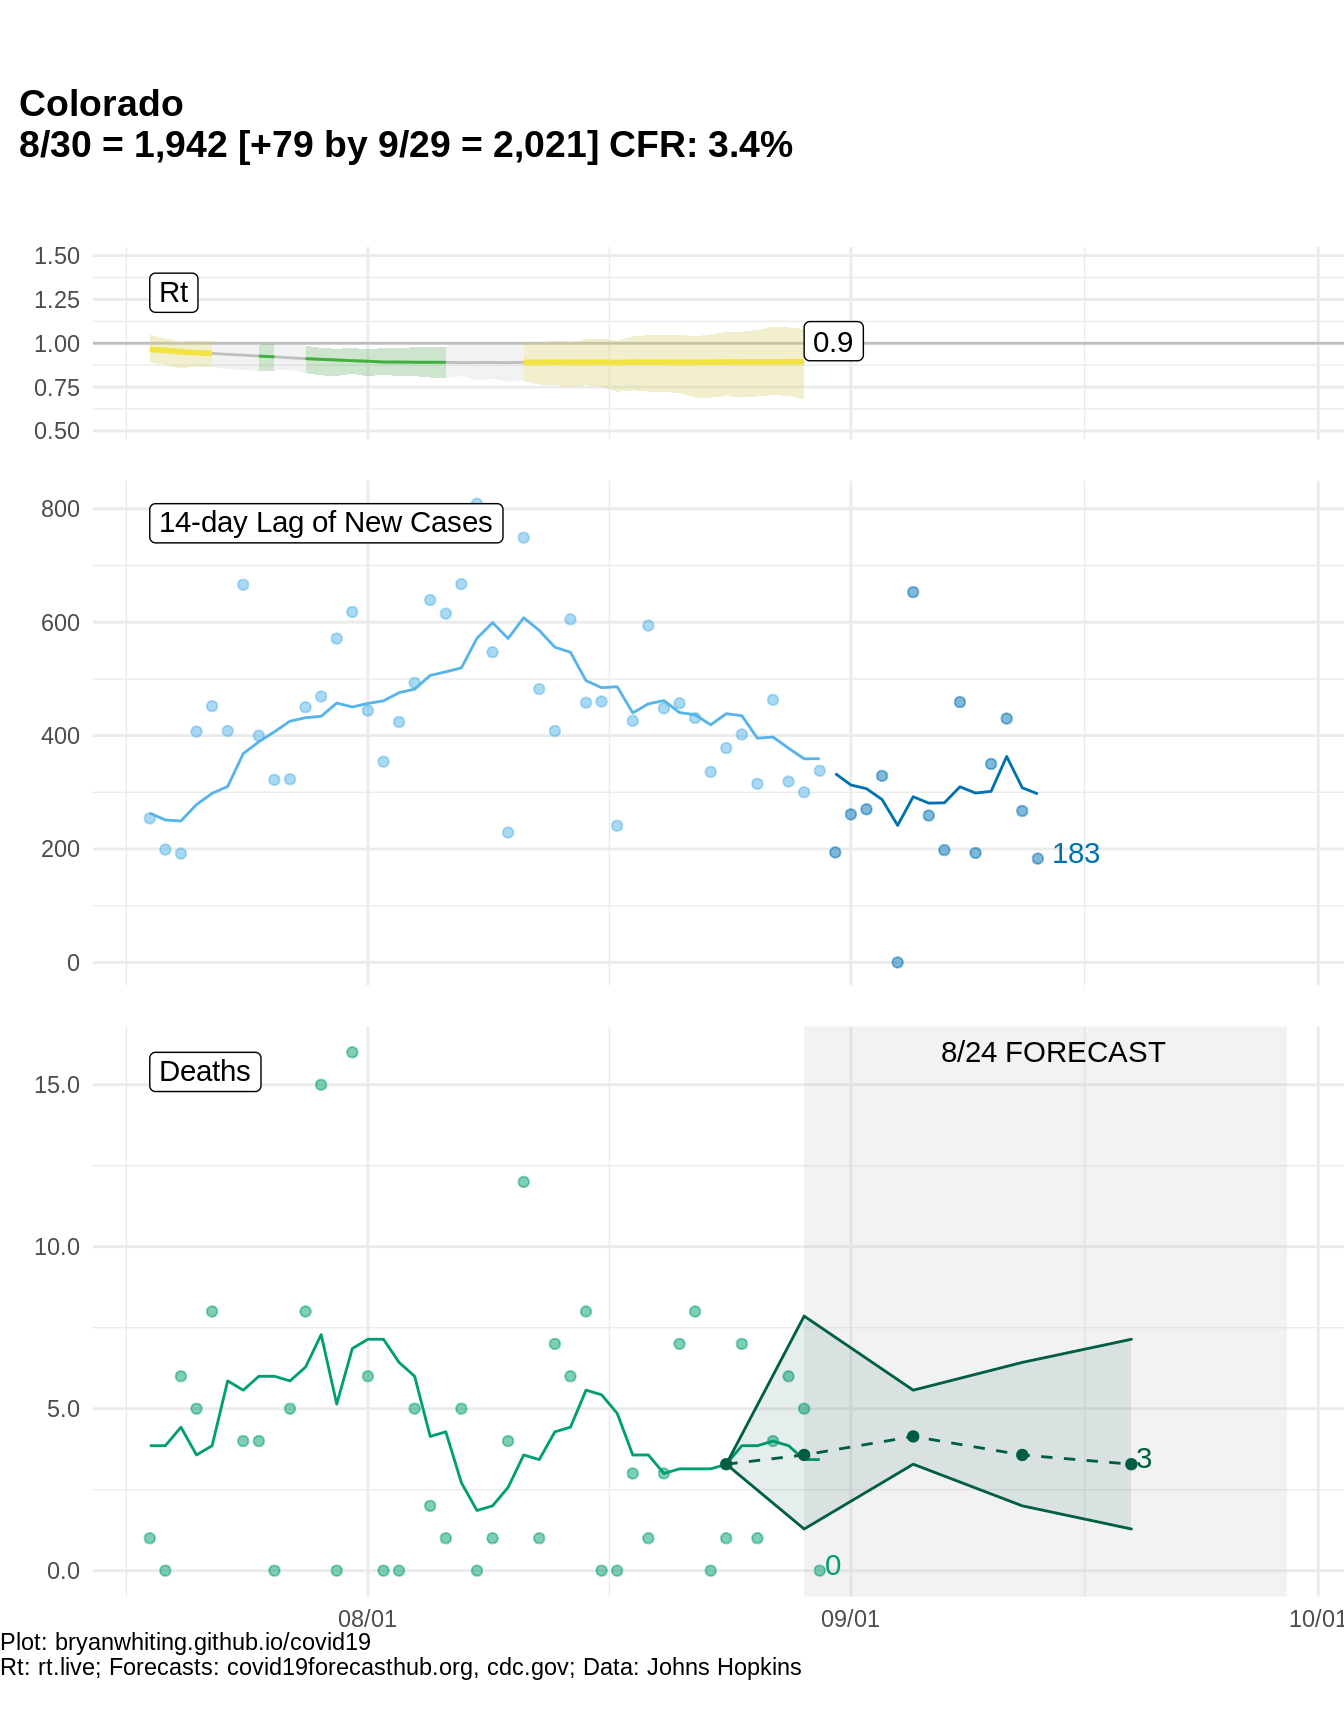 Colorado
8/30 = 1,942 [+79 by 9/29 = 2,021] CFR: 3.4%
1.50
Rt
1.25
1.00
0.9
0.75
0.50
800
14-day Lag of New Cases
600
400
200
183
0
8/24 FORECAST
Deaths
15.0
10.0
5.0
3
0
0.0
08/01
09/01
10/01
Plot: bryanwhiting.github.io/covid19
Rt: rt.live; Forecasts: covid19forecasthub.org, cdc.gov; Data: Johns Hopkins